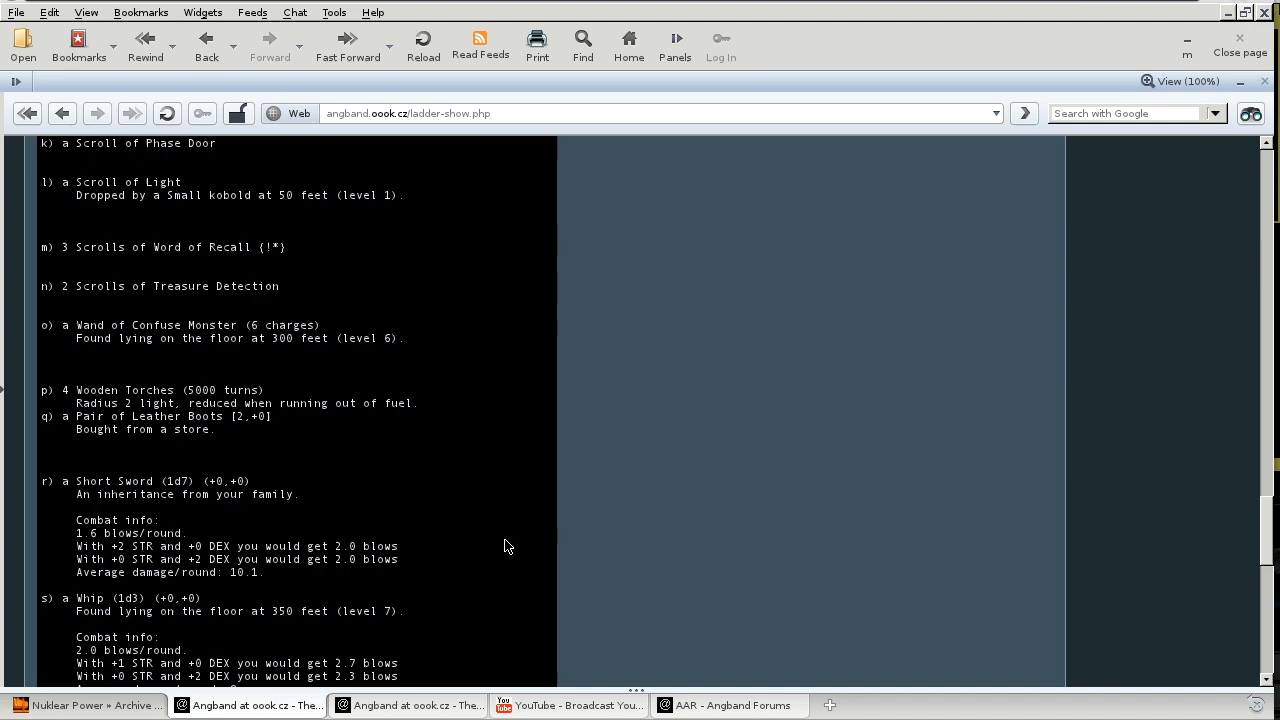 File Edit View Bookmarks Widgets Feeds Chat Tools Help
Open Bookmarks Rewind Back Forward Fast Forward Reload Read Feeds Print Find Home Panels Log In m Close page
View (100%)
Web angband.oook.cz/ladder-show.php Search with Google
k) a Scroll of Phase Door
l) a Scroll of Light
Dropped by a Small kobold at 50 feet (level 1).
m) 3 Scrolls of Word of Recall {!*}
n) 2 Scrolls of Treasure Detection
o) a Wand of Confuse Monster (6 charges)
Found lying on the floor at 300 feet (level 6).
p) 4 Wooden Torches (5000 turns)
Radius 2 light, reduced when running out of fuel.
q) a Pair of Leather Boots [2,+0]
Bought from a store.
r) a Short Sword (1d7) (+0,+0)
An inheritance from your family.
Combat info:
1.6 blows/round.
With +2 STR and +0 DEX you would get 2.0 blows
With +0 STR and +2 DEX you would get 2.0 blows
Average damage/round: 10.1.
s) a Whip (1d3) (+0,+0)
Found lying on the floor at 350 feet (level 7).
Combat info:
2.0 blows/round.
With +1 STR and +0 DEX you would get 2.7 blows
With +0 STR and +2 DEX you would get 2.3 blows
Nuklear Power » Archive ... Angband at oook.cz - The... Angband at oook.cz - The... YouTube - Broadcast You... AAR - Angband Forums